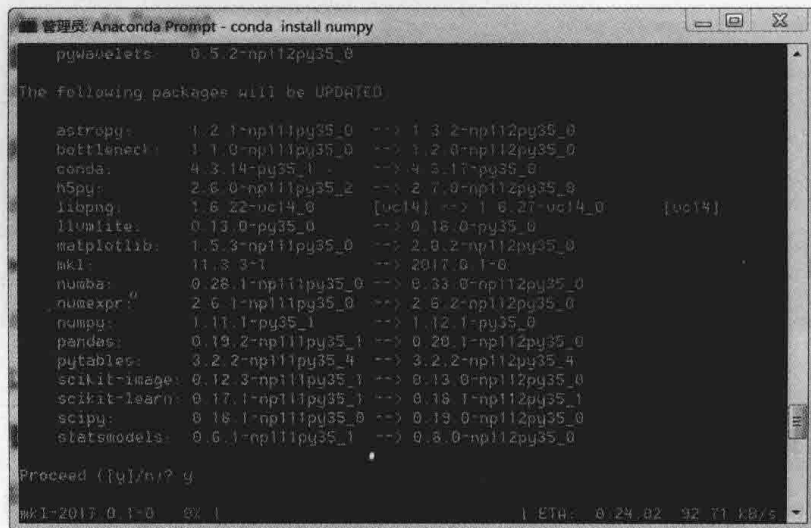 管理员: Anaconda Prompt - conda install numpy
pywavelets: 0.5.2-np112py35_0
The following packages will be UPDATED:
astropy: 1.2.1-np111py35_0 --> 1.3.2-np112py35_0
bottleneck: 1.1.0-np111py35_0 --> 1.2.0-np112py35_0
conda: 4.3.14-py35_1 --> 4.3.17-py35_0
h5py: 2.6.0-np111py35_2 --> 2.7.0-np112py35_0
libpng: 1.6.22-vc14_0 [vc14] --> 1.6.27-vc14_0 [vc14]
llvmlite: 0.13.0-py35_0 --> 0.18.0-py35_0
matplotlib: 1.5.3-np111py35_0 --> 2.0.2-np112py35_0
mkl: 11.3.3-1 --> 2017.0.1-0
numba: 0.28.1-np111py35_0 --> 0.33.0-np112py35_0
numexpr: 2.6.1-np111py35_0 --> 2.6.2-np112py35_0
numpy: 1.11.1-py35_1 --> 1.12.1-py35_0
pandas: 0.19.2-np111py35_1 --> 0.20.1-np112py35_0
pytables: 3.2.2-np111py35_4 --> 3.2.2-np112py35_4
scikit-image: 0.12.3-np111py35_1 --> 0.13.0-np112py35_0
scikit-learn: 0.17.1-np111py35_1 --> 0.18.1-np112py35_1
scipy: 0.18.1-np111py35_0 --> 0.19.0-np112py35_0
statsmodels: 0.6.1-np111py35_1 --> 0.8.0-np112py35_0
Proceed ([y]/n)? y
mkl-2017.0.1-0 0% | | ETA: 0:24:02 92.71 kB/s